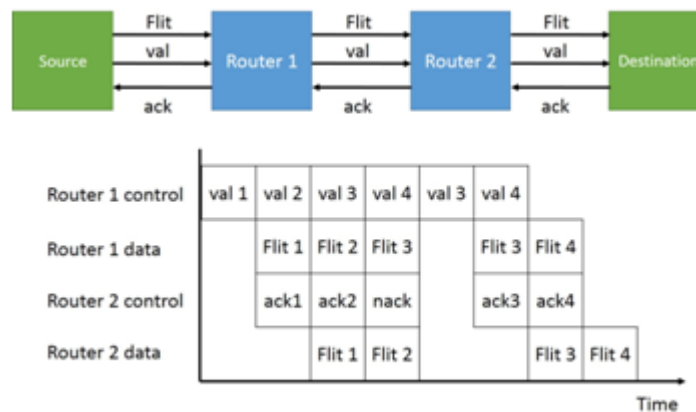 Flit Flit Flit
Source val Router 1 val Router 2 val Destination
ack ack ack
Router 1 control val 1 val 2 val 3 val 4 val 3 val 4
Router 1 data Flit 1 Flit 2 Flit 3 Flit 3 Flit 4
Router 2 control ack1 ack2 nack ack3 ack4
Router 2 data Flit 1 Flit 2 Flit 3 Flit 4
Time